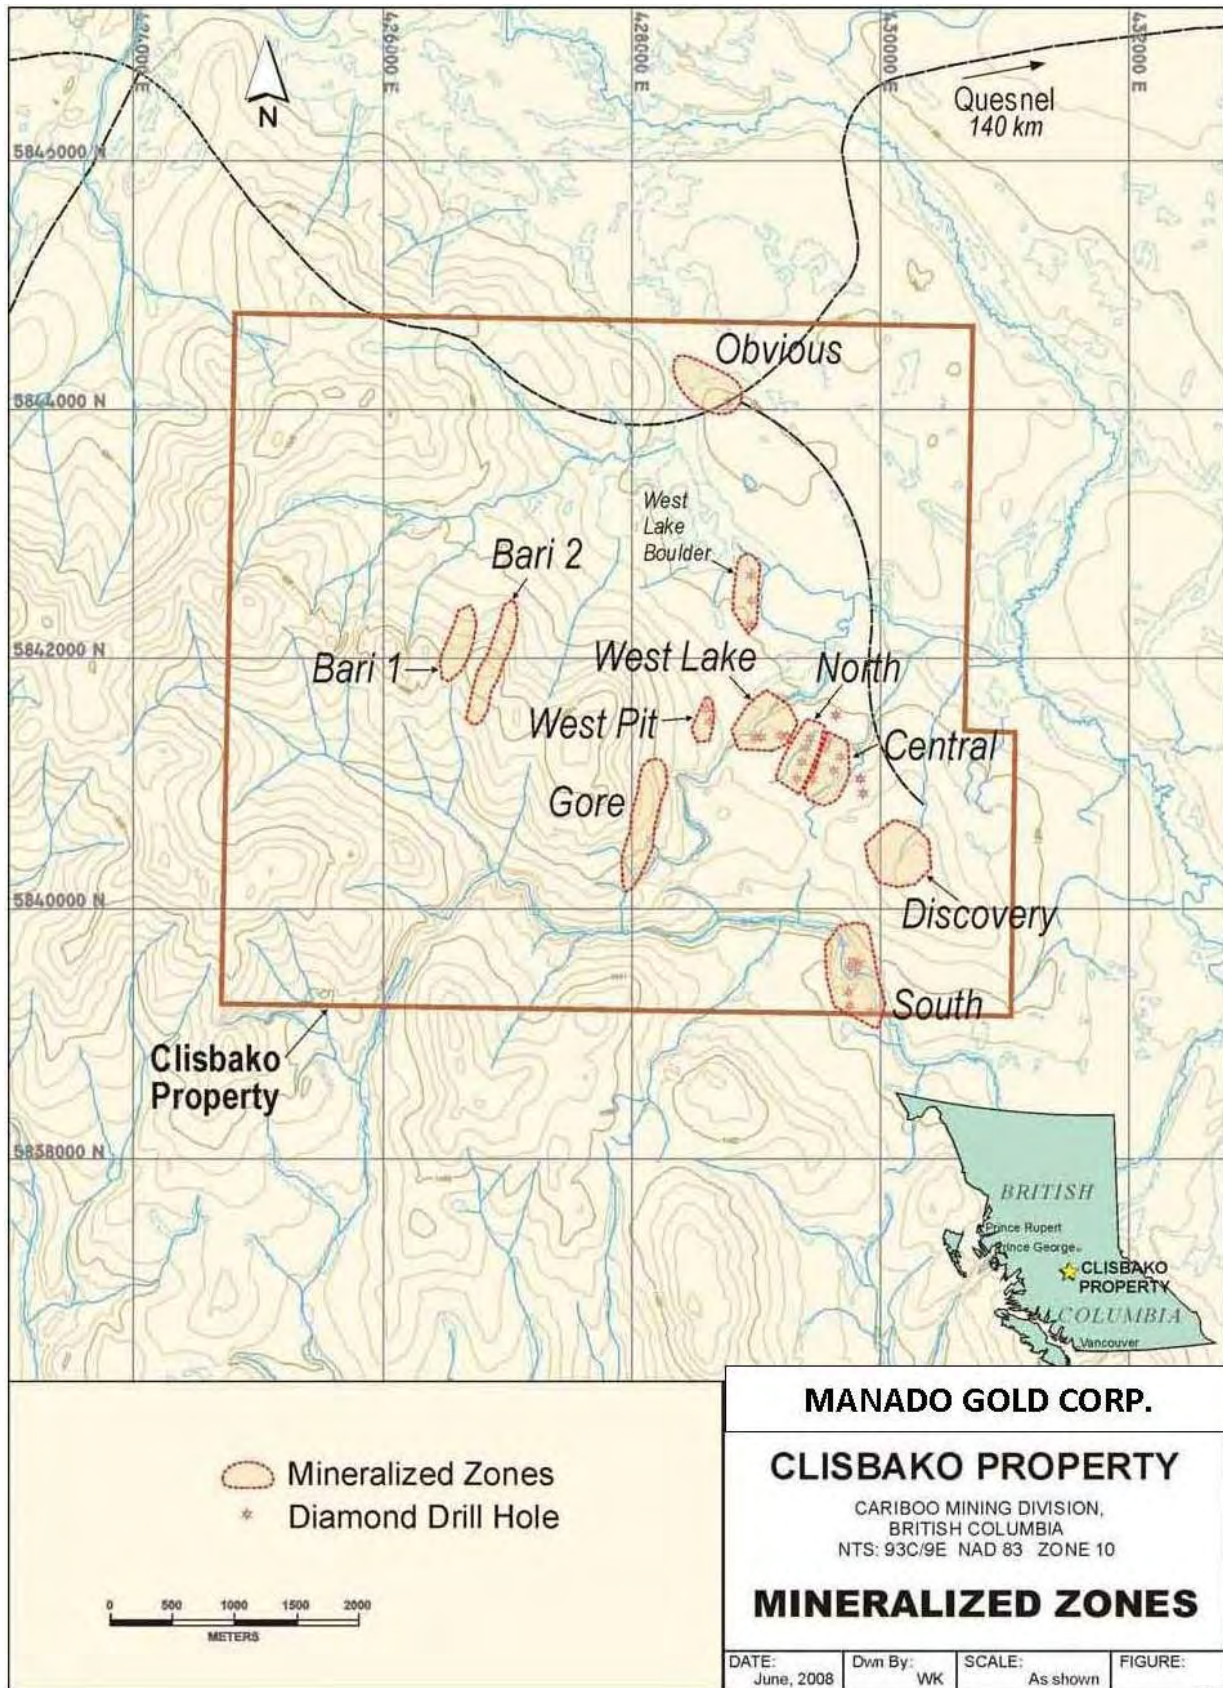 424000 E
426000 E
428000 E
430000 E
432000 E
N
Quesnel
140 km
5846000 N
Obvious
5844000 N
West
Lake
Boulder
Bari 2
Bari 1
5842000 N
West Lake
North
West Pit
Central
Gore
5840000 N
Discovery
South
Clisbako
Property
5838000 N
BRITISH
Prince Rupert
Prince George
CLISBAKO
PROPERTY
COLUMBIA
Vancouver
Mineralized Zones
Diamond Drill Hole
0 500 1000 1500 2000
METERS
MANADO GOLD CORP.
CLISBAKO PROPERTY
CARIBOO MINING DIVISION,
BRITISH COLUMBIA
NTS: 93C/9E NAD 83 ZONE 10
MINERALIZED ZONES
DATE: June, 2008
Dwn By: WK
SCALE: As shown
FIGURE: